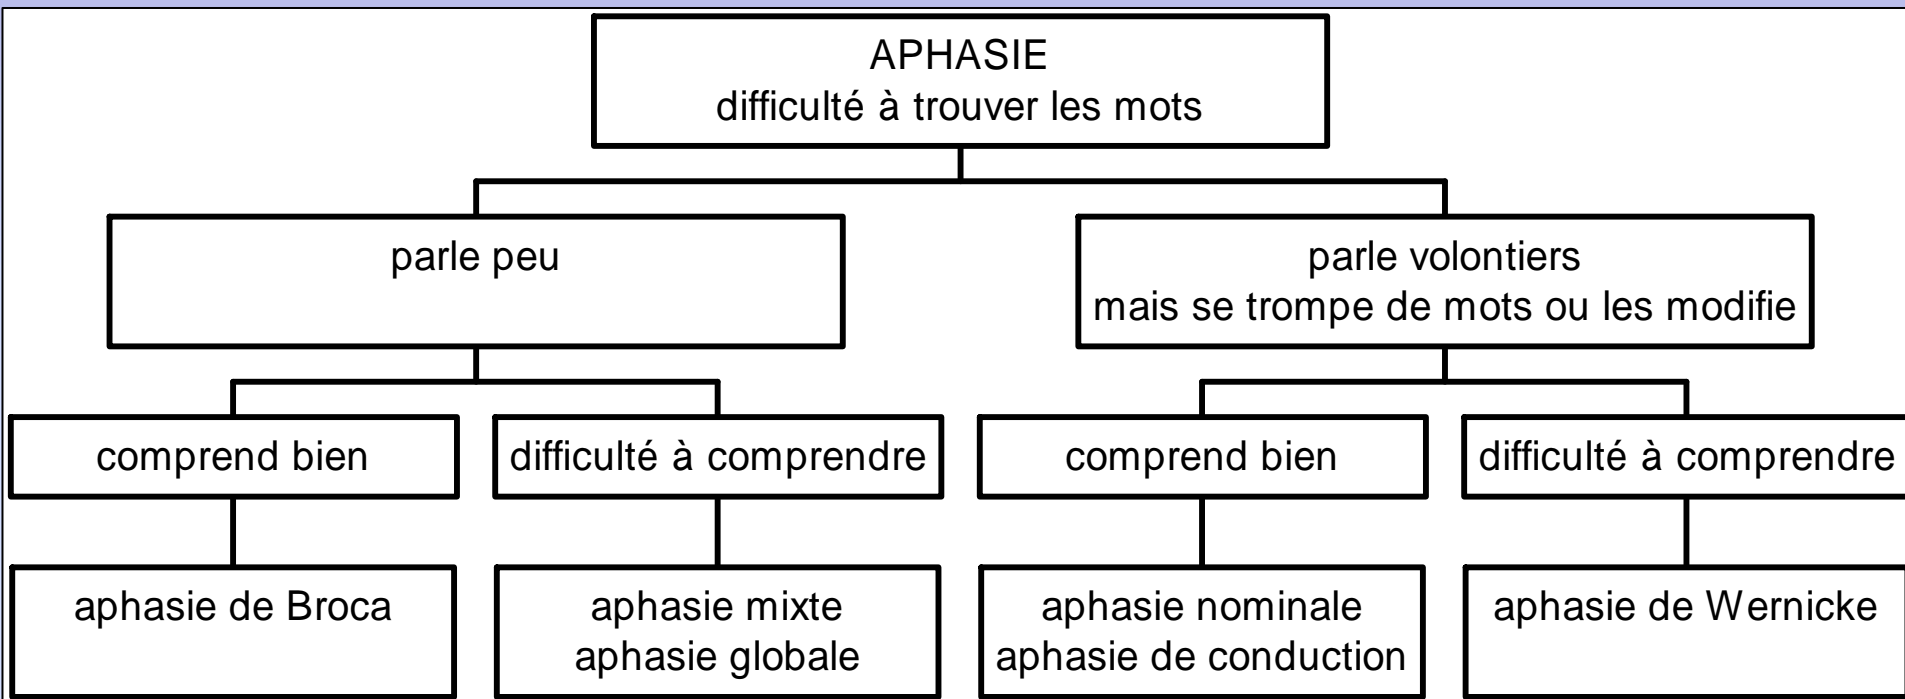 APHASIE
difficulté à trouver les mots
parle peu
parle volontiers
mais se trompe de mots ou les modifie
comprend bien
difficulté à comprendre
comprend bien
difficulté à comprendre
aphasie de Broca
aphasie mixte
aphasie globale
aphasie nominale
aphasie de conduction
aphasie de Wernicke